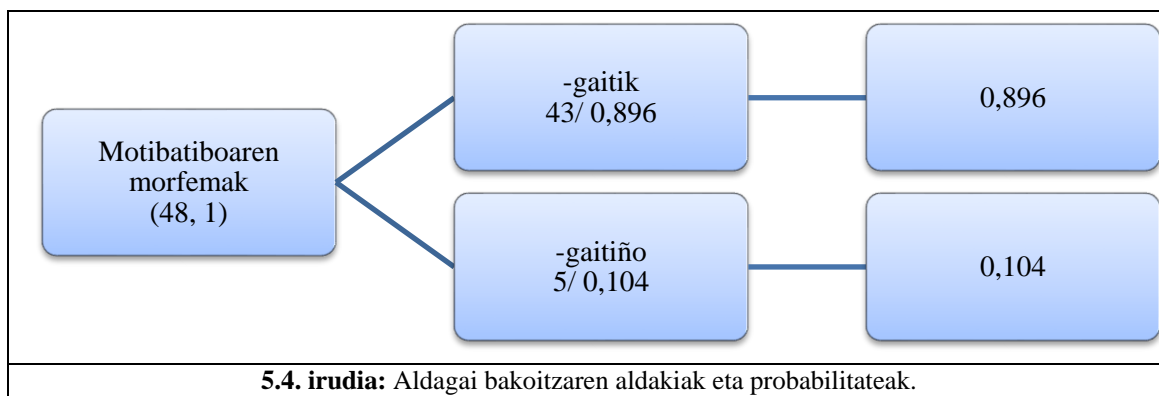 Motibatiboaren
morfemak
(48, 1)
-gaitik
43/ 0,896
0,896
-gaitiño
5/ 0,104
0,104
5.4. irudia: Aldagai bakoitzaren aldakiak eta probabilitateak.